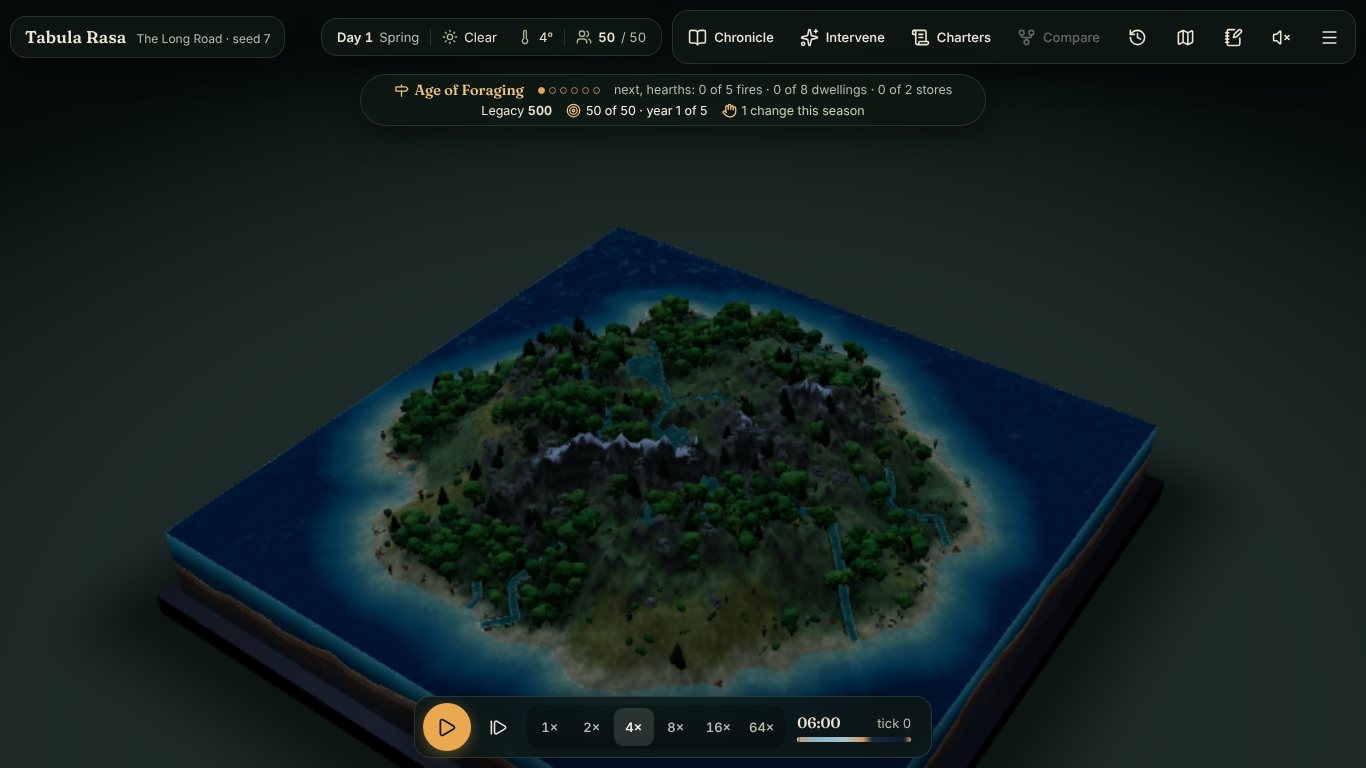 Tabula Rasa The Long Road · seed 7
Day 1 Spring Clear 4° 50 / 50
Chronicle Intervene Charters Compare
Age of Foraging next, hearths: 0 of 5 fires · 0 of 8 dwellings · 0 of 2 stores
Legacy 500 50 of 50 · year 1 of 5 1 change this season
1× 2× 4× 8× 16× 64× 06:00 tick 0